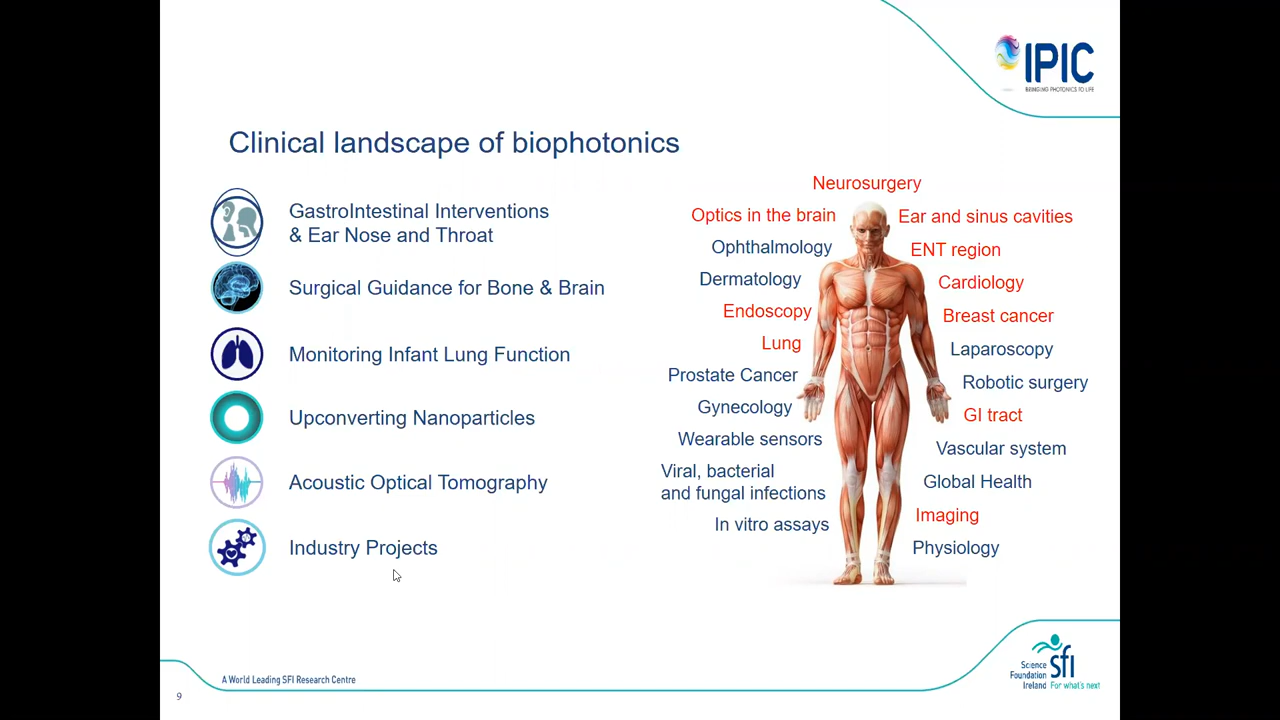 IPIC
BRINGING PHOTONICS TO LIFE
Clinical landscape of biophotonics
GastroIntestinal Interventions
& Ear Nose and Throat
Surgical Guidance for Bone & Brain
Monitoring Infant Lung Function
Upconverting Nanoparticles
Acoustic Optical Tomography
Industry Projects
Neurosurgery
Optics in the brain
Ophthalmology
Dermatology
Endoscopy
Lung
Prostate Cancer
Gynecology
Wearable sensors
Viral, bacterial
and fungal infections
In vitro assays
Ear and sinus cavities
ENT region
Cardiology
Breast cancer
Laparoscopy
Robotic surgery
GI tract
Vascular system
Global Health
Imaging
Physiology
A World Leading SFI Research Centre
9
Science
Foundation
Ireland
sfi
For what's next